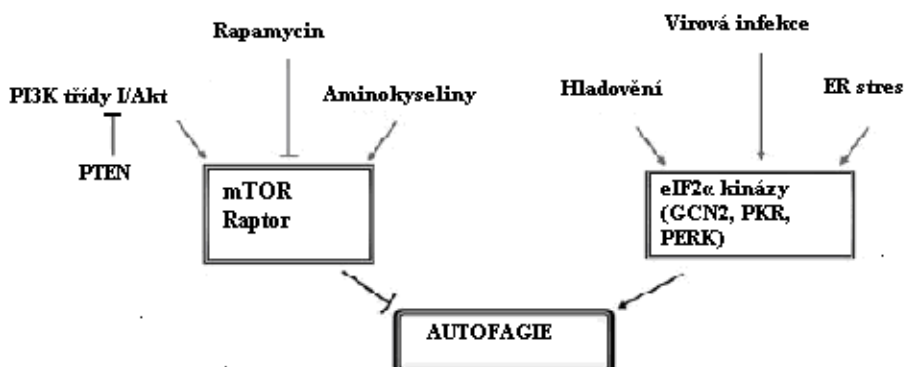 Rapamycin
Virová infekce
PI3K třídy I/Akt
Aminokyseliny
Hladovění
ER stres
PTEN
mTOR
Raptor
eIF2α kinázy
(GCN2, PKR,
PERK)
AUTOFAGIE